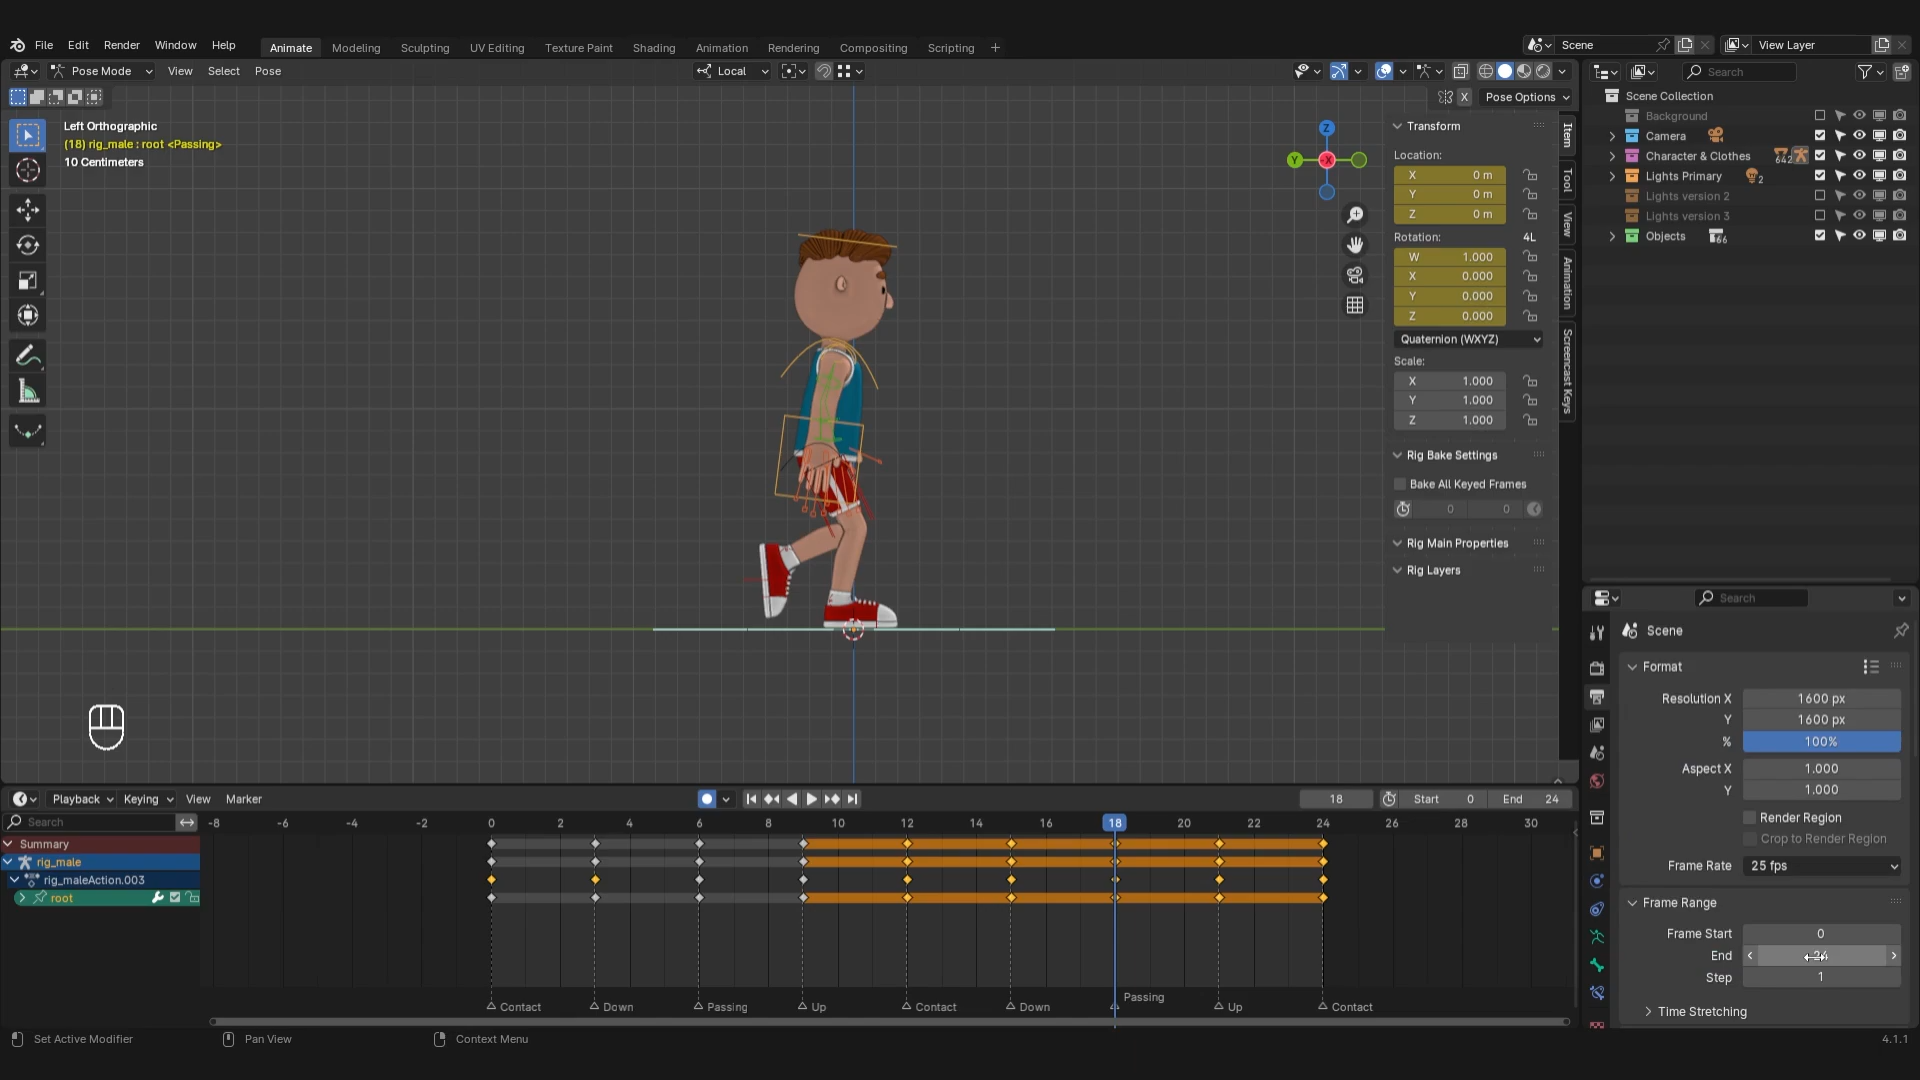 File Edit Render Window Help Animate Modeling Sculpting UV Editing Texture Paint Shading Animation Rendering Compositing Scripting + Scene View Layer
Pose Mode View Select Pose Local Search
X Pose Options
Scene Collection
Background
Camera
Character & Clothes 642
Lights Primary 2
Lights version 2
Lights version 3
Objects 66
Left Orthographic
(18) rig_male : root <Passing>
10 Centimeters
Z
Y -X
Transform
Location:
X 0 m
Y 0 m
Z 0 m
Rotation: 4L
W 1.000
X 0.000
Y 0.000
Z 0.000
Quaternion (WXYZ)
Scale:
X 1.000
Y 1.000
Z 1.000
Rig Bake Settings
Bake All Keyed Frames
0 0
Rig Main Properties
Rig Layers
Item
Tool
View
Animation
Screencast Keys
Search
Scene
Format
Resolution X 1600 px
Y 1600 px
% 100%
Aspect X 1.000
Y 1.000
Render Region
Crop to Render Region
Frame Rate 25 fps
Frame Range
Frame Start 0
End
Step 1
Time Stretching
Playback Keying View Marker 18 Start 0 End 24
Search -8 -6 -4 -2 0 2 4 6 8 10 12 14 16 18 20 22 24 26 28 30
Summary
rig_male
rig_maleAction.003
root
Contact Down Passing Up Contact Down Passing Up Contact
Set Active Modifier Pan View Context Menu 4.1.1